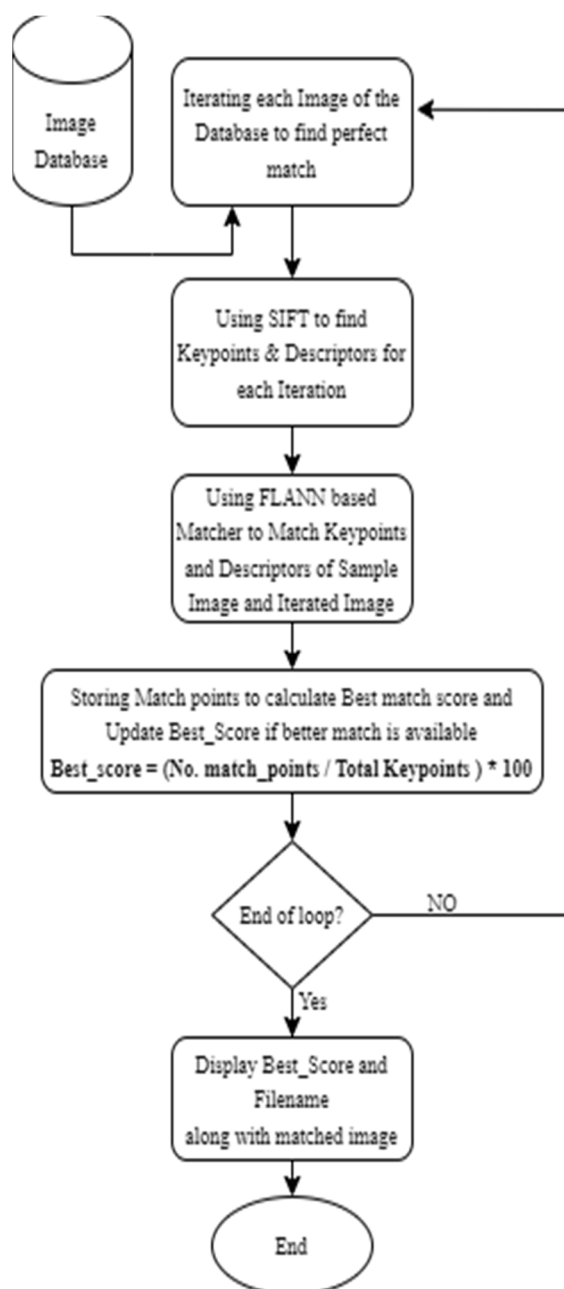 Image
Database
Iterating each Image of the
Database to find perfect
match
Using SIFT to find
Keypoints & Descriptors for
each Iteration
Using FLANN based
Matcher to Match Keypoints
and Descriptors of Sample
Image and Iterated Image
Storing Match points to calculate Best match score and
Update Best_Score if better match is available
Best_score = (No. match_points / Total Keypoints ) * 100
End of loop?
NO
Yes
Display Best_Score and
Filename
along with matched image
End